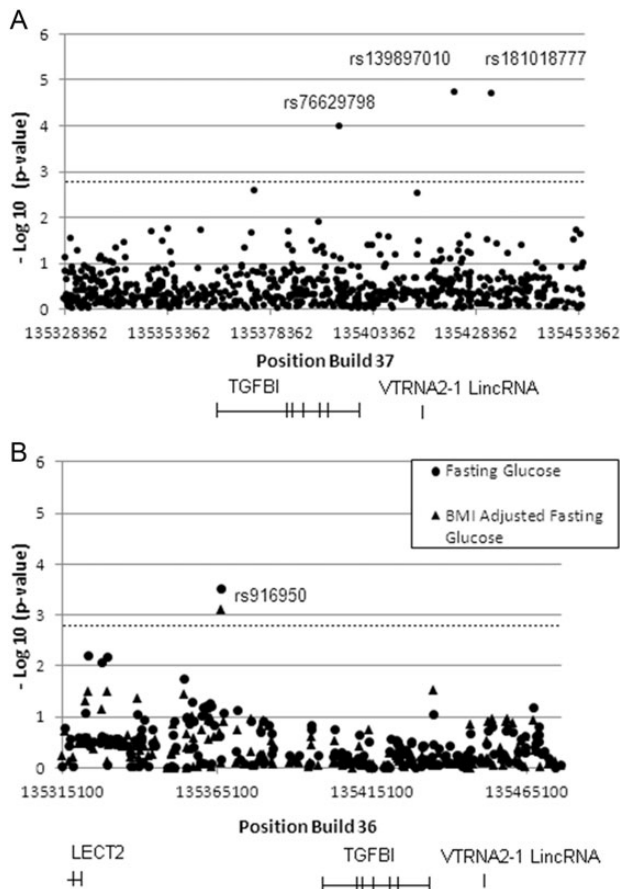 A
6
rs139897010 rs181018777
5
rs76629798
4
3
2
1
0
- Log 10 (p-value)
135328362 135353362 135378362 135403362 135428362 135453362
Position Build 37
TGFBI VTRNA2-1 LincRNA
B
6
Fasting Glucose
BMI Adjusted Fasting
Glucose
5
4
rs916950
3
2
1
0
- Log 10 (p-value)
135315100 135365100 135415100 135465100
Position Build 36
LECT2 TGFBI VTRNA2-1 LincRNA